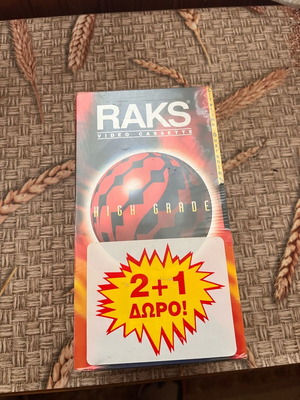 RAKS
VIDEO CASSETTE
HIGH GRADE
2+1
ΔΩΡΟ!